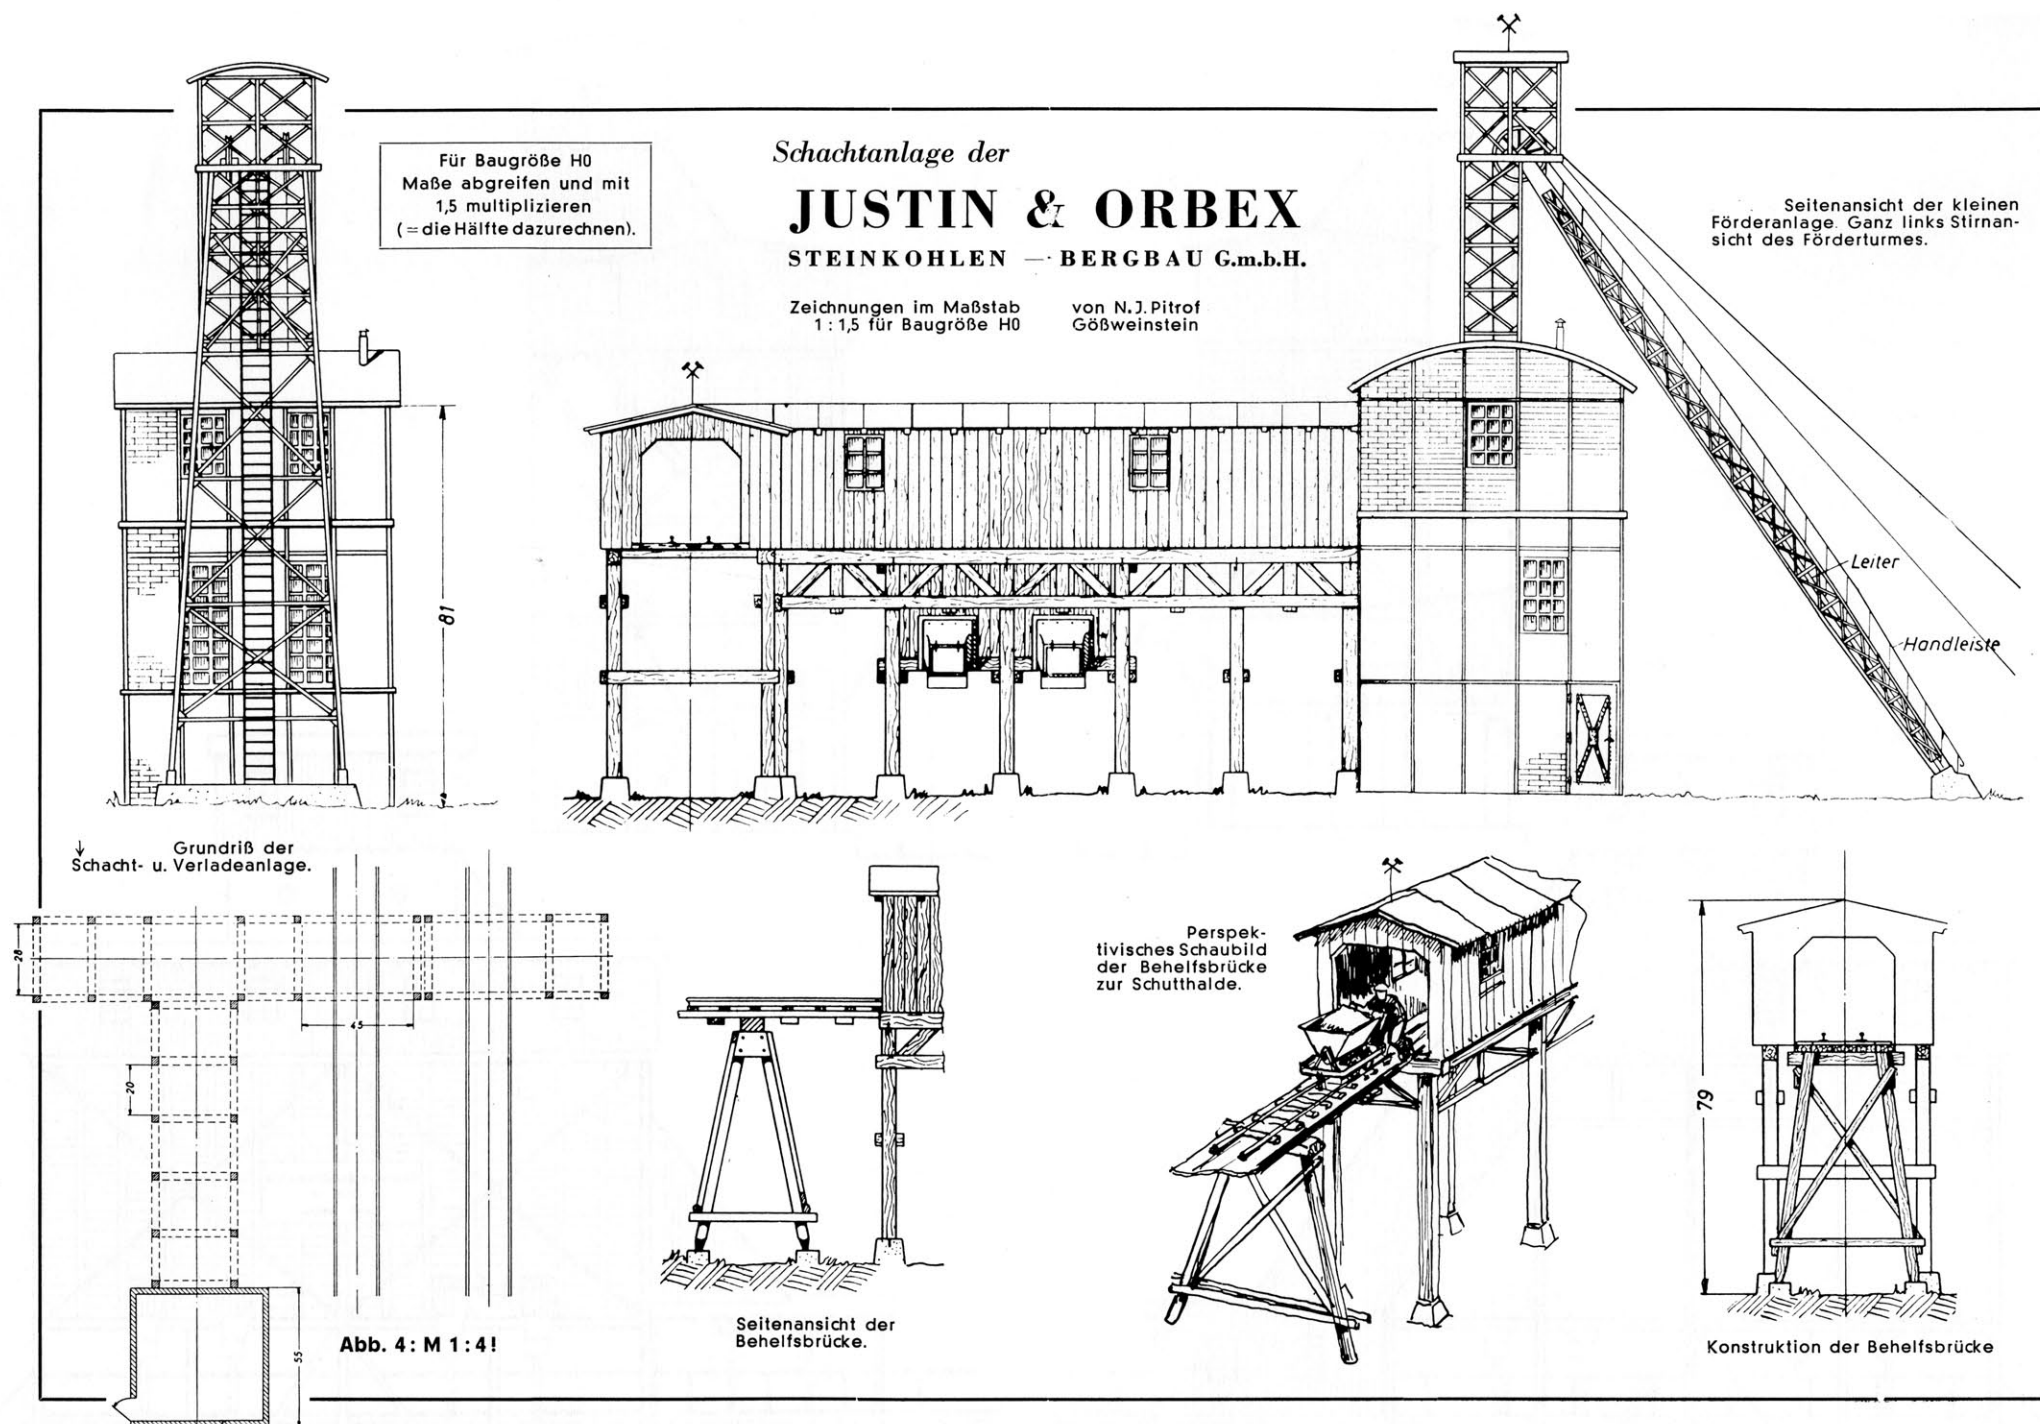 Für Baugröße H0
Maße abgreifen und mit
1,5 multiplizieren
(=die Hälfte dazurechnen).
Schachtanlage der
JUSTIN & ORBEX
STEINKOHLEN — BERGBAU G.m.b.H.
Zeichnungen im Maßstab
1:1,5 für Baugröße H0
von N.J. Pitrof
Gößweinstein
Seitenansicht der kleinen
Förderanlage. Ganz links Stirnan-
sicht des Förderturmes.
81
Leiter
Handleiste
Grundriß der
Schacht- u. Verladeanlage.
28
45
20
55
Abb. 4: M 1:4!
Seitenansicht der
Behelfsbrücke.
Perspek-
tivisches Schaubild
der Behelfsbrücke
zur Schutthalde.
79
Konstruktion der Behelfsbrücke